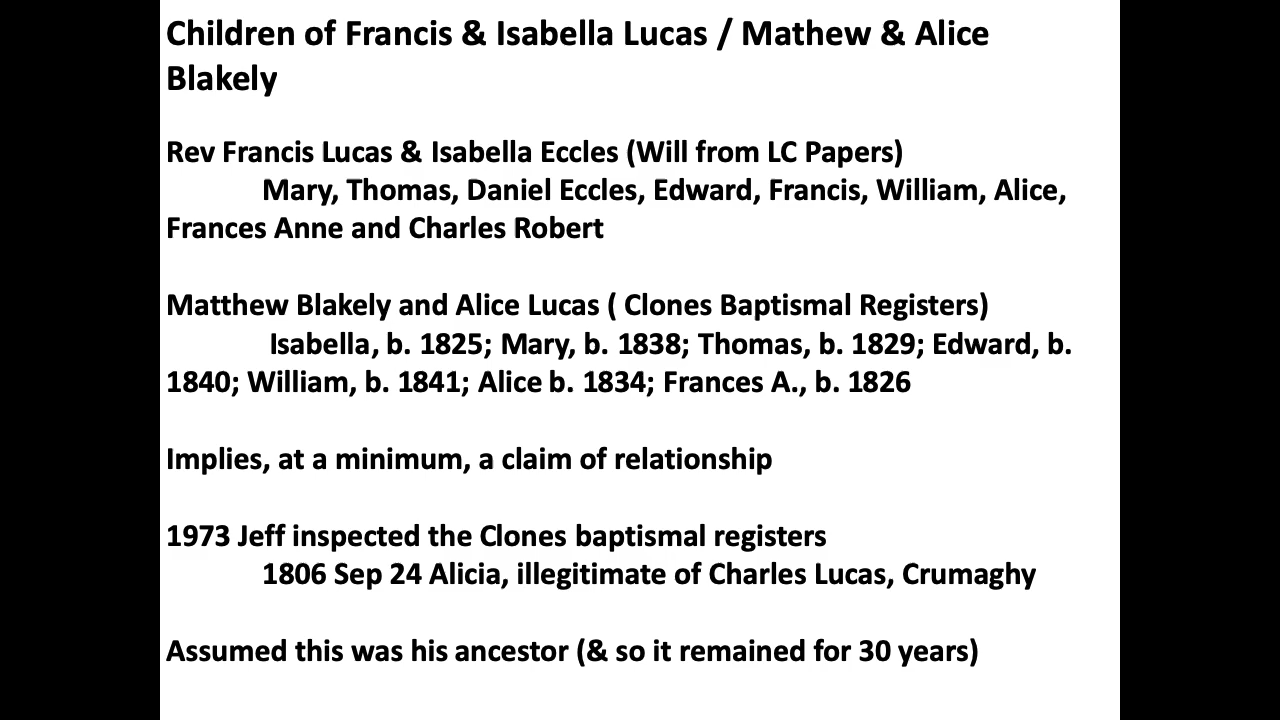 Children of Francis & Isabella Lucas / Mathew & Alice
Blakely
Rev Francis Lucas & Isabella Eccles (Will from LC Papers)
Mary, Thomas, Daniel Eccles, Edward, Francis, William, Alice,
Frances Anne and Charles Robert
Matthew Blakely and Alice Lucas ( Clones Baptismal Registers)
Isabella, b. 1825; Mary, b. 1838; Thomas, b. 1829; Edward, b.
1840; William, b. 1841; Alice b. 1834; Frances A., b. 1826
Implies, at a minimum, a claim of relationship
1973 Jeff inspected the Clones baptismal registers
1806 Sep 24 Alicia, illegitimate of Charles Lucas, Crumaghy
Assumed this was his ancestor (& so it remained for 30 years)